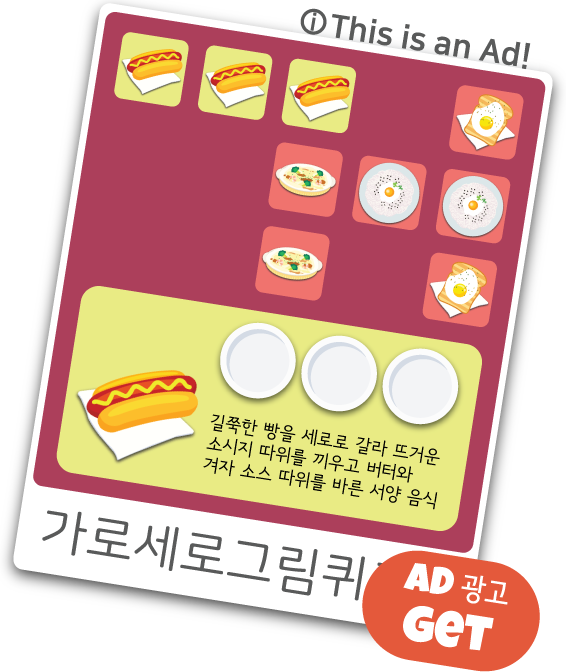 ⓘ This is an Ad!
길쭉한 빵을 세로로 갈라 뜨거운
소시지 따위를 끼우고 버터와
겨자 소스 따위를 바른 서양 음식
가로세로그림퀴
AD 광고
GET